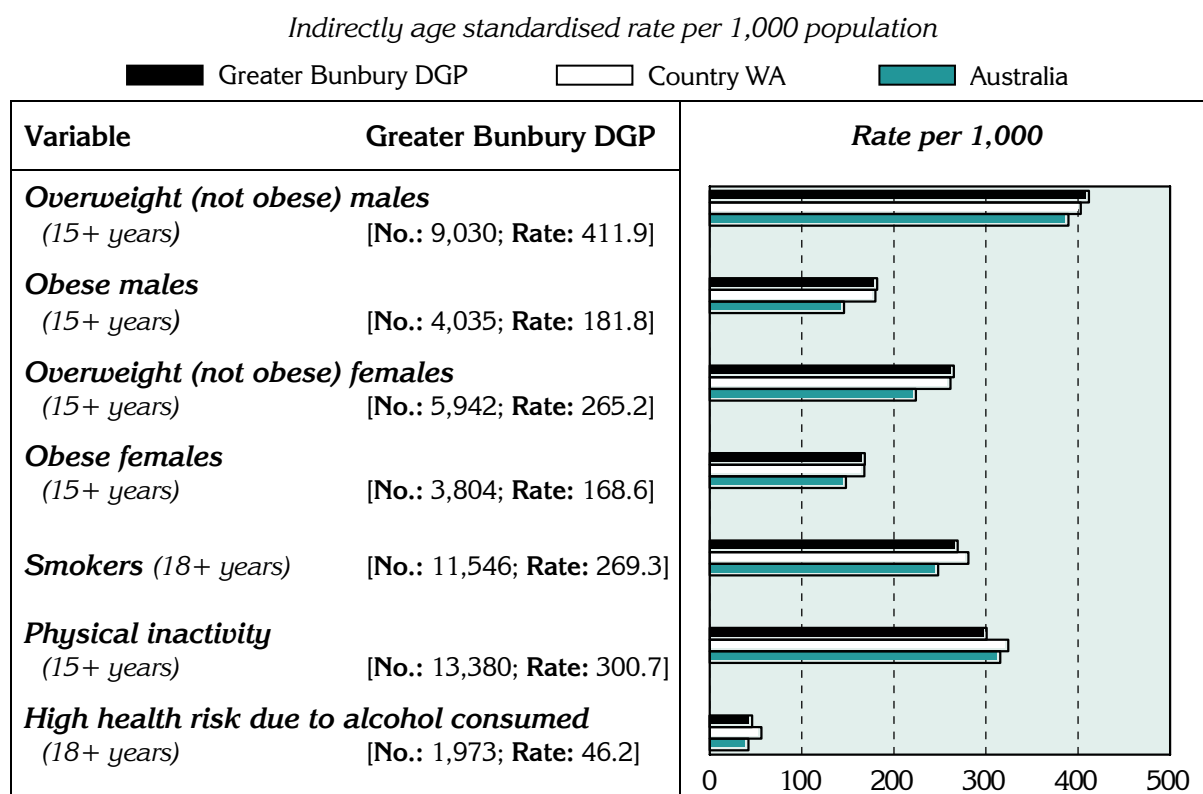 Indirectly age standardised rate per 1,000 population
Greater Bunbury DGP Country WA Australia
Variable Greater Bunbury DGP Rate per 1,000
Overweight (not obese) males
(15+ years) [No.: 9,030; Rate: 411.9]
Obese males
(15+ years) [No.: 4,035; Rate: 181.8]
Overweight (not obese) females
(15+ years) [No.: 5,942; Rate: 265.2]
Obese females
(15+ years) [No.: 3,804; Rate: 168.6]
Smokers (18+ years) [No.: 11,546; Rate: 269.3]
Physical inactivity
(15+ years) [No.: 13,380; Rate: 300.7]
High health risk due to alcohol consumed
(18+ years) [No.: 1,973; Rate: 46.2]
0 100 200 300 400 500